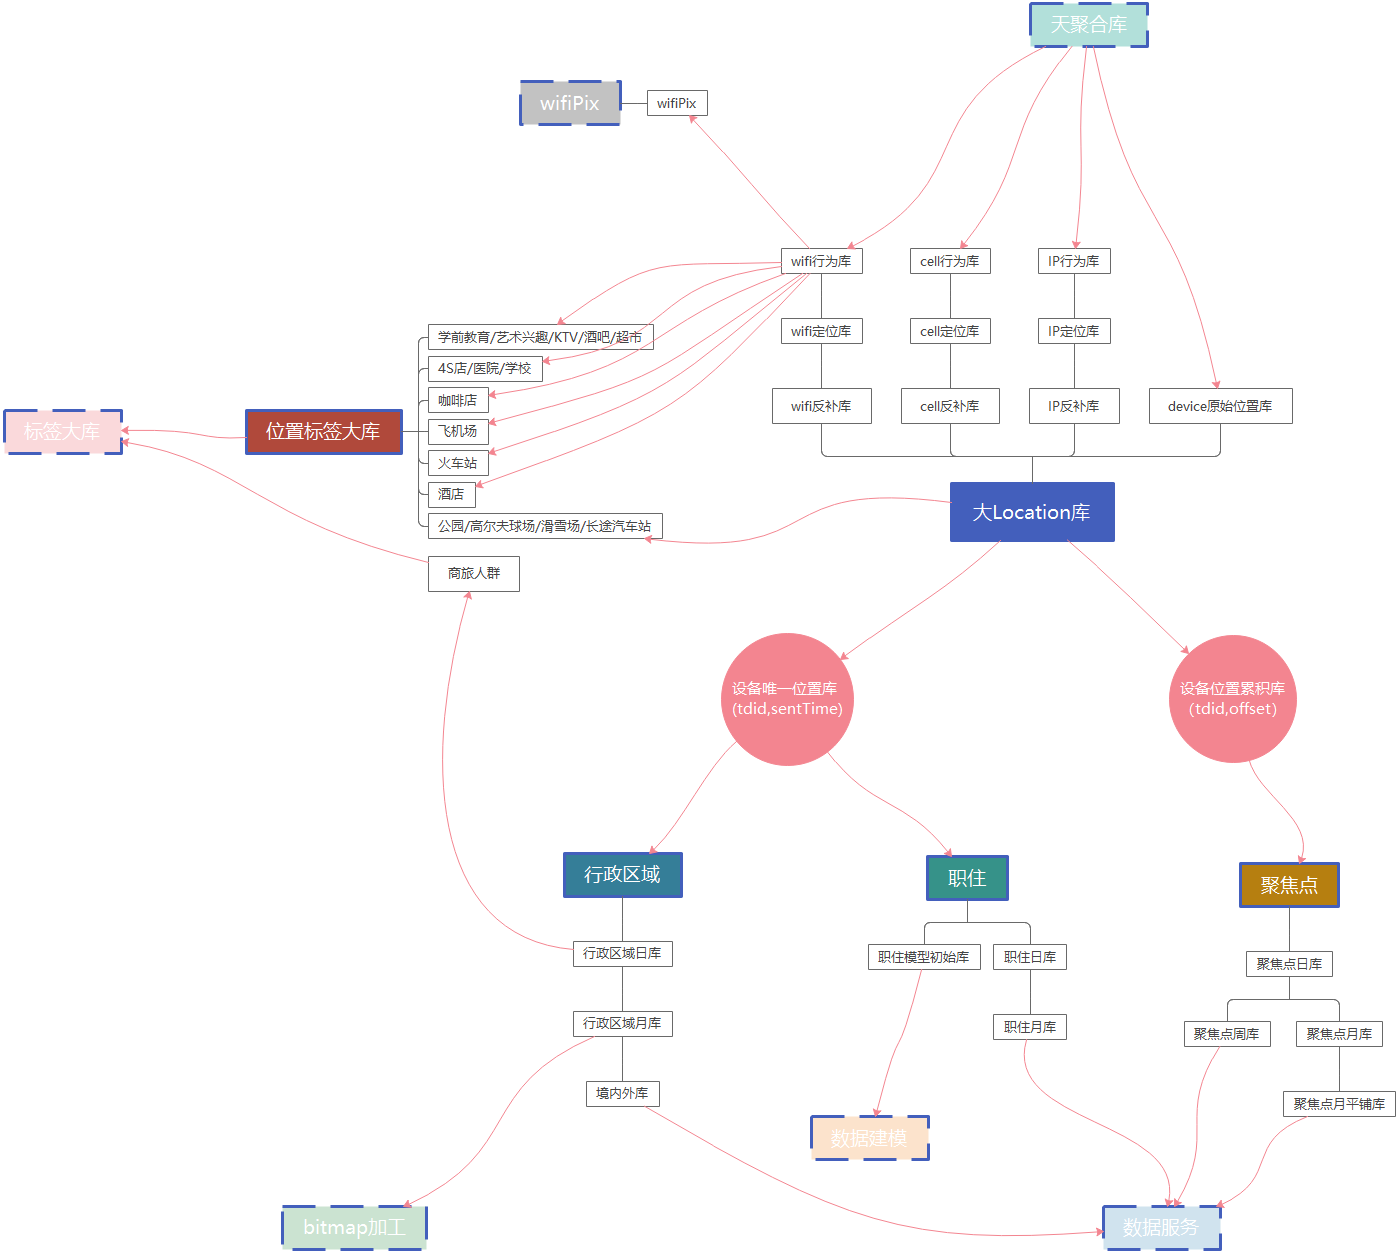 天聚合库
wifiPix
wifiPix
wifi行为库
cell行为库
IP行为库
wifi定位库
cell定位库
IP定位库
学前教育/艺术兴趣/KTV/酒吧/超市
4S店/医院/学校
咖啡店
飞机场
火车站
酒店
公园/高尔夫球场/滑雪场/长途汽车站
wifi反补库
cell反补库
IP反补库
device原始位置库
标签大库
位置标签大库
大Location库
商旅人群
设备唯一位置库
(tdid,sentTime)
设备位置累积库
(tdid,offset)
行政区域
职住
聚焦点
行政区域日库
职住模型初始库
职住日库
聚焦点日库
行政区域月库
职住月库
聚焦点周库
聚焦点月库
境内外库
聚焦点月平铺库
数据建模
bitmap加工
数据服务